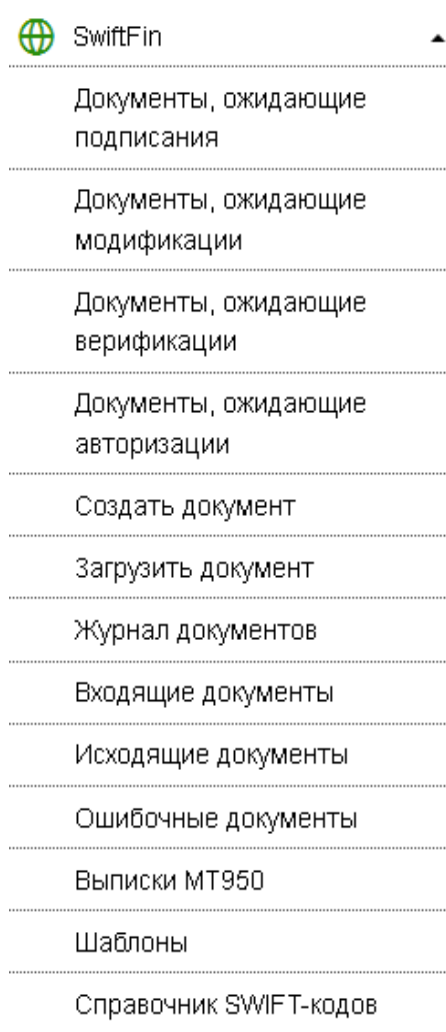 SwiftFin
Документы, ожидающие
подписания
Документы, ожидающие
модификации
Документы, ожидающие
верификации
Документы, ожидающие
авторизации
Создать документ
Загрузить документ
Журнал документов
Входящие документы
Исходящие документы
Ошибочные документы
Выписки МТ950
Шаблоны
Справочник SWIFT-кодов